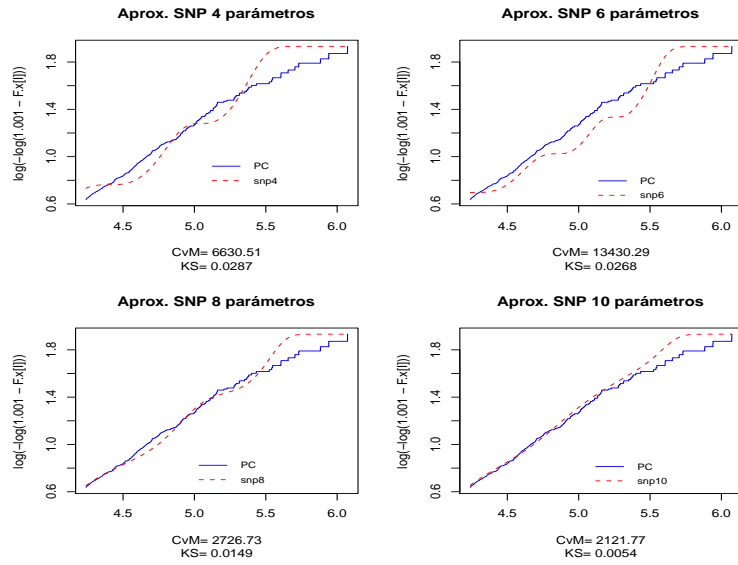 Aprox. SNP 4 parámetros
log(−log(1.001 − F.x[I]))
0.6
1.0
1.4
1.8
PC
snp4
4.5
5.0
5.5
6.0
CvM= 6630.51
KS= 0.0287
Aprox. SNP 6 parámetros
log(−log(1.001 − F.x[I]))
0.6
1.0
1.4
1.8
PC
snp6
4.5
5.0
5.5
6.0
CvM= 13430.29
KS= 0.0268
Aprox. SNP 8 parámetros
log(−log(1.001 − F.x[I]))
0.6
1.0
1.4
1.8
PC
snp8
4.5
5.0
5.5
6.0
CvM= 2726.73
KS= 0.0149
Aprox. SNP 10 parámetros
log(−log(1.001 − F.x[I]))
0.6
1.0
1.4
1.8
PC
snp10
4.5
5.0
5.5
6.0
CvM= 2121.77
KS= 0.0054